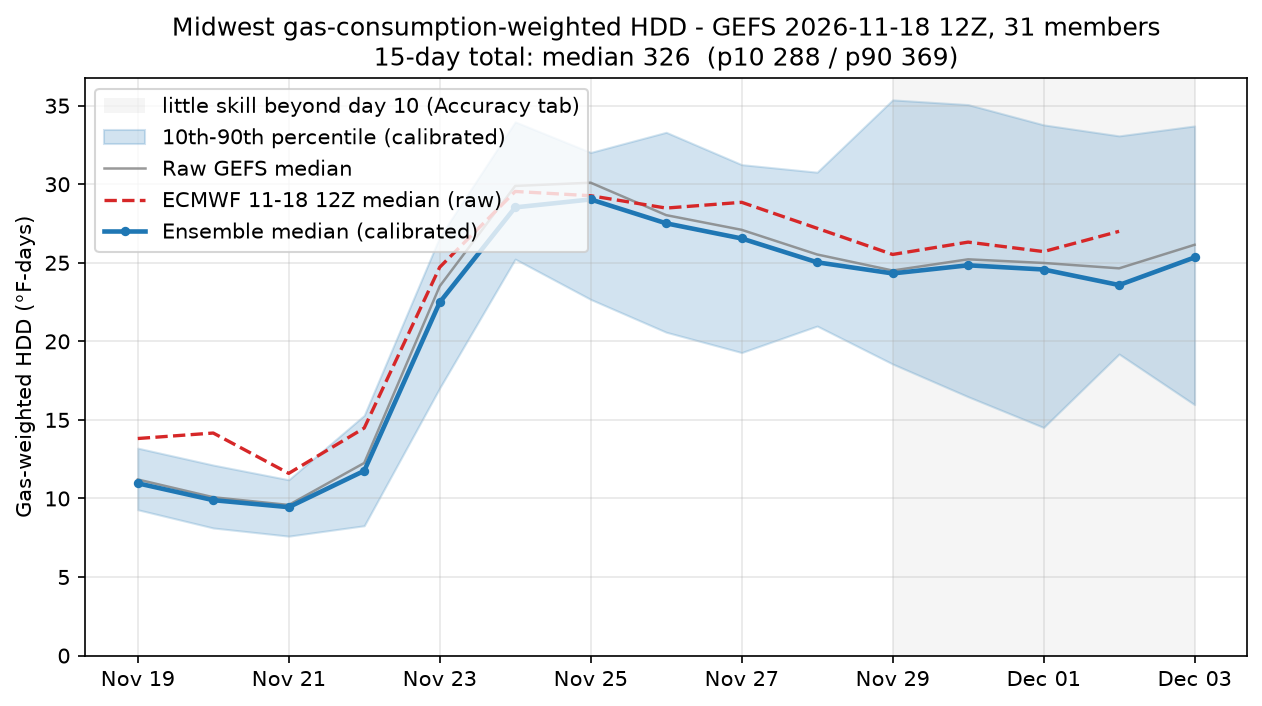 Midwest gas-consumption-weighted HDD - GEFS 2026-11-18 12Z, 31 members
15-day total: median 326  (p10 288 / p90 369)
little skill beyond day 10 (Accuracy tab)
10th-90th percentile (calibrated)
Raw GEFS median
ECMWF 11-18 12Z median (raw)
Ensemble median (calibrated)
Gas-weighted HDD (°F-days)
35
30
25
20
15
10
5
0
Nov 19
Nov 21
Nov 23
Nov 25
Nov 27
Nov 29
Dec 01
Dec 03